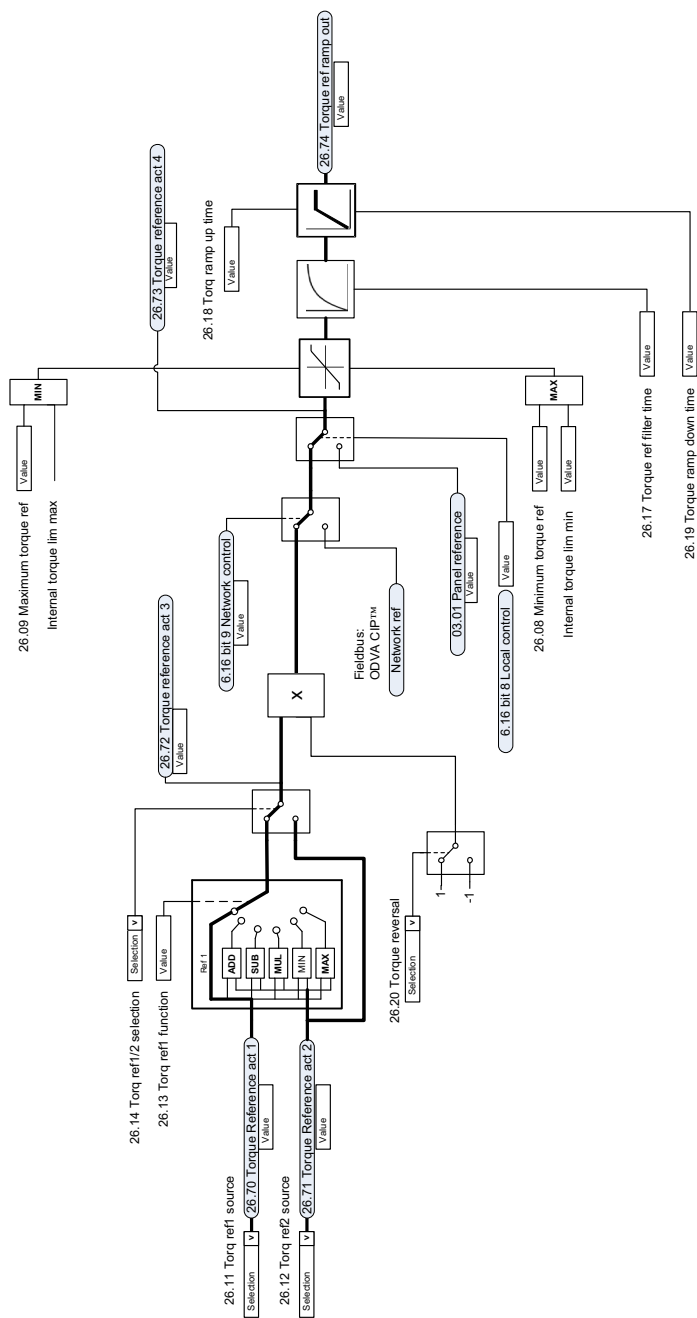 26.11 Torq ref1 source
Selection v
26.70 Torque Reference act 1
Value
26.12 Torq ref2 source
Selection v
26.71 Torque Reference act 2
Value
26.14 Torq ref1/2 selection
Selection v
26.13 Torq ref1 function
Value
Ref 1
ADD
SUB
MUL
MIN
MAX
26.20 Torque reversal
Selection v
1
-1
26.72 Torque reference act 3
Value
X
6.16 bit 9 Network control
Value
Fieldbus:
ODVA CIP™
Network ref
03.01 Panel reference
Value
6.16 bit 8 Local control
Value
26.73 Torque reference act 4
Value
26.09 Maximum torque ref
Value
Internal torque lim max
MIN
26.08 Minimum torque ref
Value
Internal torque lim min
Value
MAX
26.18 Torq ramp up time
Value
26.17 Torque ref filter time
Value
26.19 Torque ramp down time
Value
26.74 Torque ref ramp out
Value